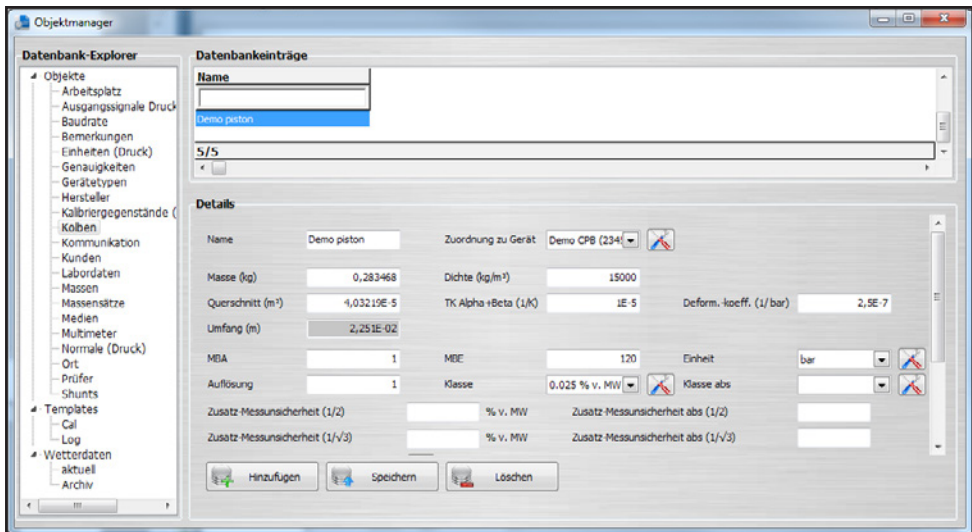 Objektmanager
Datenbank-Explorer
Objekte
Arbeitsplatz
Ausgangssignale Druck
Baudrate
Bemerkungen
Einheiten (Druck)
Genauigkeiten
Gerätetypen
Hersteller
Kalibriergegenstände (
Kolben
Kommunikation
Kunden
Labordaten
Massen
Massensätze
Medien
Multimeter
Normale (Druck)
Ort
Prüfer
Shunts
Templates
Cal
Log
Wetterdaten
aktuell
Archiv
Datenbankeinträge
Name
Demo piston
5/5
Details
Name Demo piston Zuordnung zu Gerät Demo CPB (234
Masse (kg) 0,283468 Dichte (kg/m³) 15000
Querschnitt (m²) 4,03219E-5 TK Alpha+Beta (1/K) 1E-5 Deform.-koeff. (1/bar) 2,5E-7
Umfang (m) 2,251E-02
MBA 1 MBE 120 Einheit bar
Auflösung 1 Klasse 0.025 % v. MW Klasse abs
Zusatz-Messunsicherheit (1/2) % v. MW Zusatz-Messunsicherheit abs (1/2)
Zusatz-Messunsicherheit (1/√3) % v. MW Zusatz-Messunsicherheit abs (1/√3)
Hinzufügen Speichern Löschen